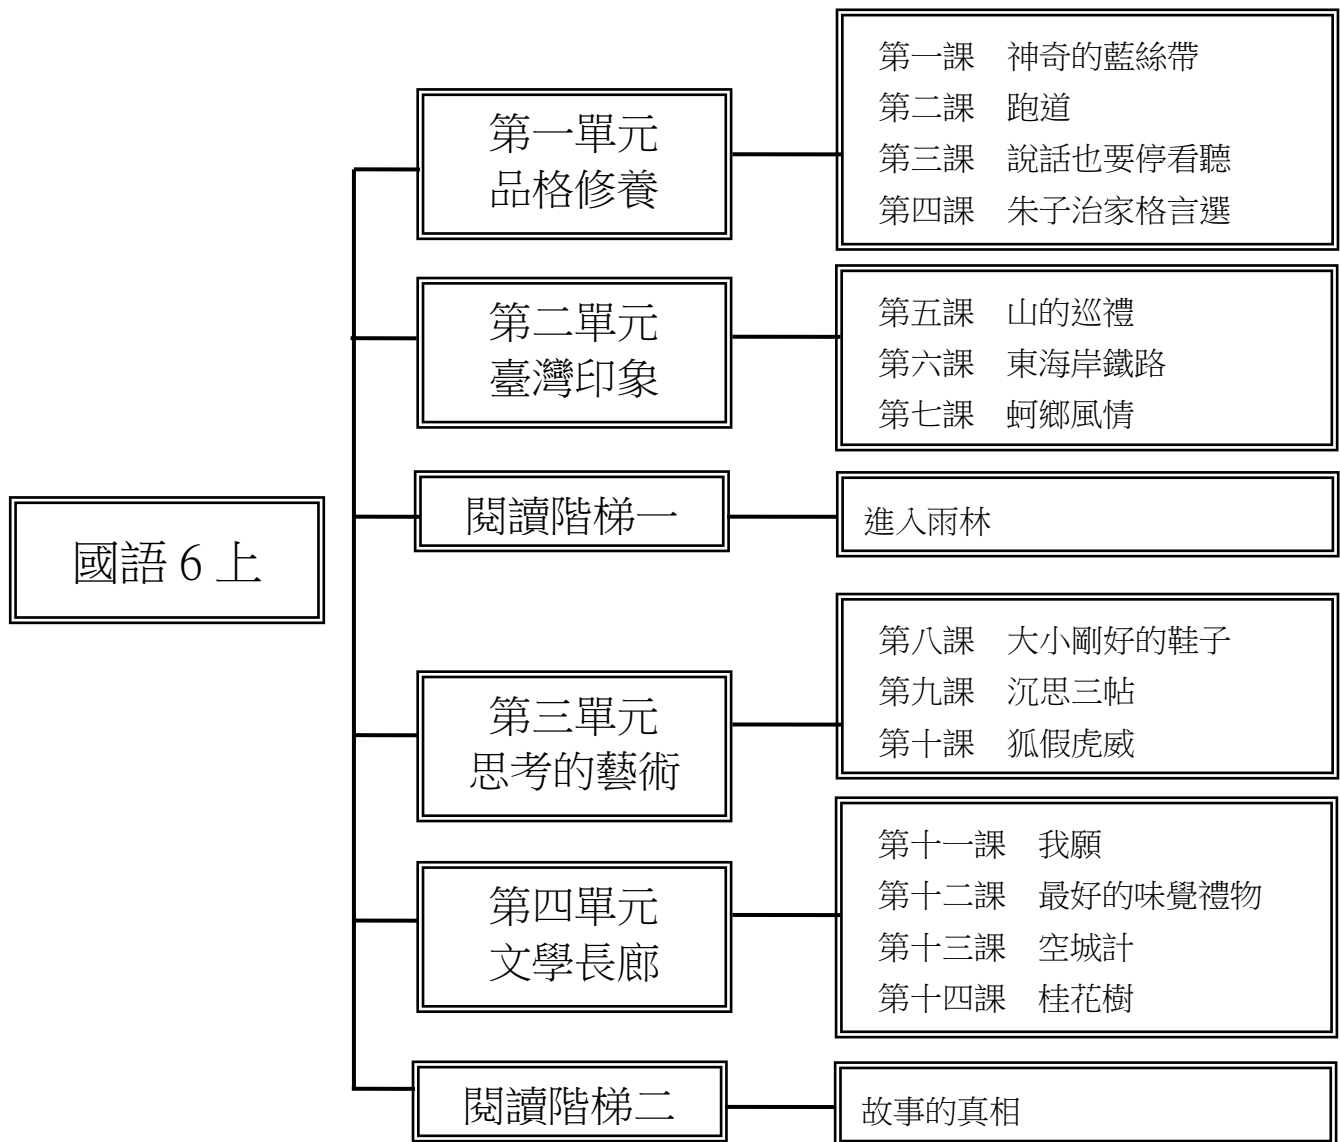 國語 6 上
第一單元
品格修養
第一課　神奇的藍絲帶
第二課　跑道
第三課　說話也要停看聽
第四課　朱子治家格言選
第二單元
臺灣印象
第五課　山的巡禮
第六課　東海岸鐵路
第七課　蚵鄉風情
閱讀階梯一
進入雨林
第三單元
思考的藝術
第八課　大小剛好的鞋子
第九課　沉思三帖
第十課　狐假虎威
第四單元
文學長廊
第十一課　我願
第十二課　最好的味覺禮物
第十三課　空城計
第十四課　桂花樹
閱讀階梯二
故事的真相